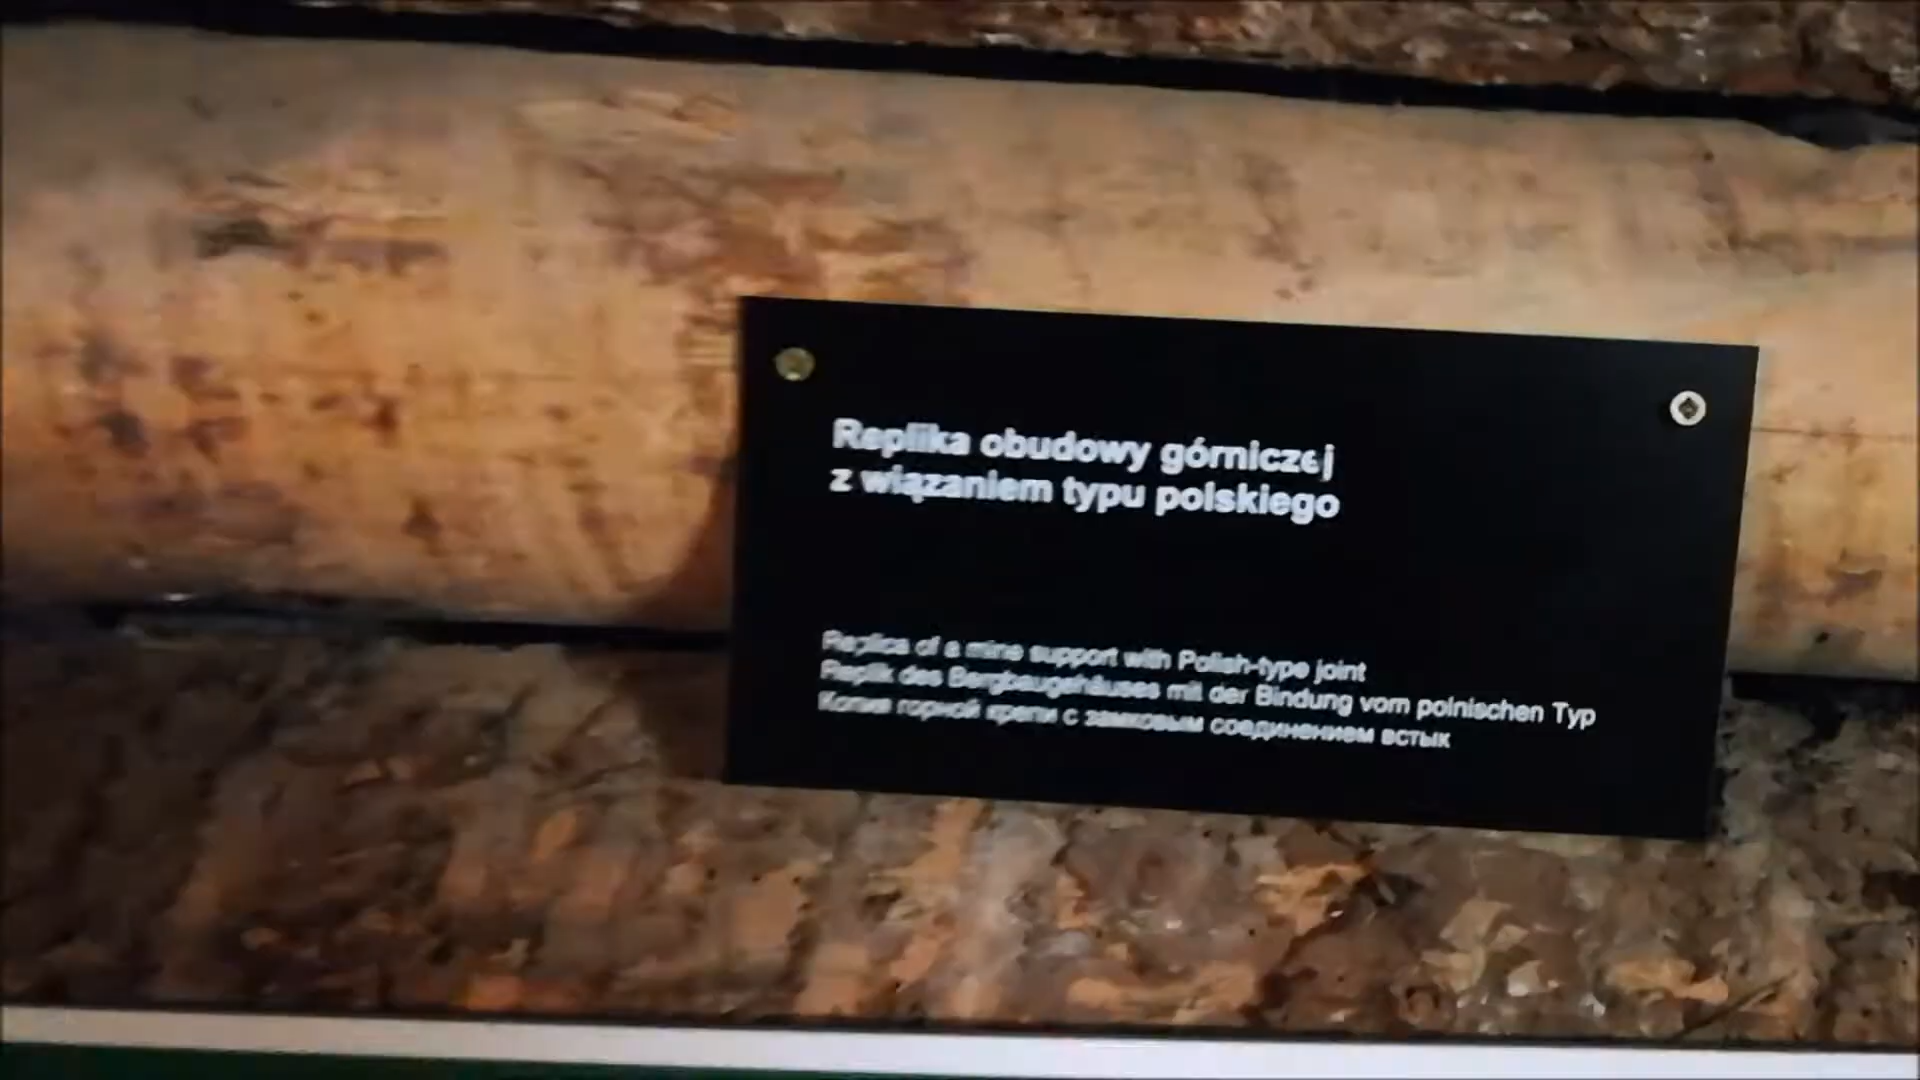 Replika obudowy górniczej
z wiązaniem typu polskiego
Replica of a mine support with Polish-type joint
Replik des Bergbaugehäuses mit der Bindung vom polnischen Typ
Копия горной крепи с замковым соединением встык